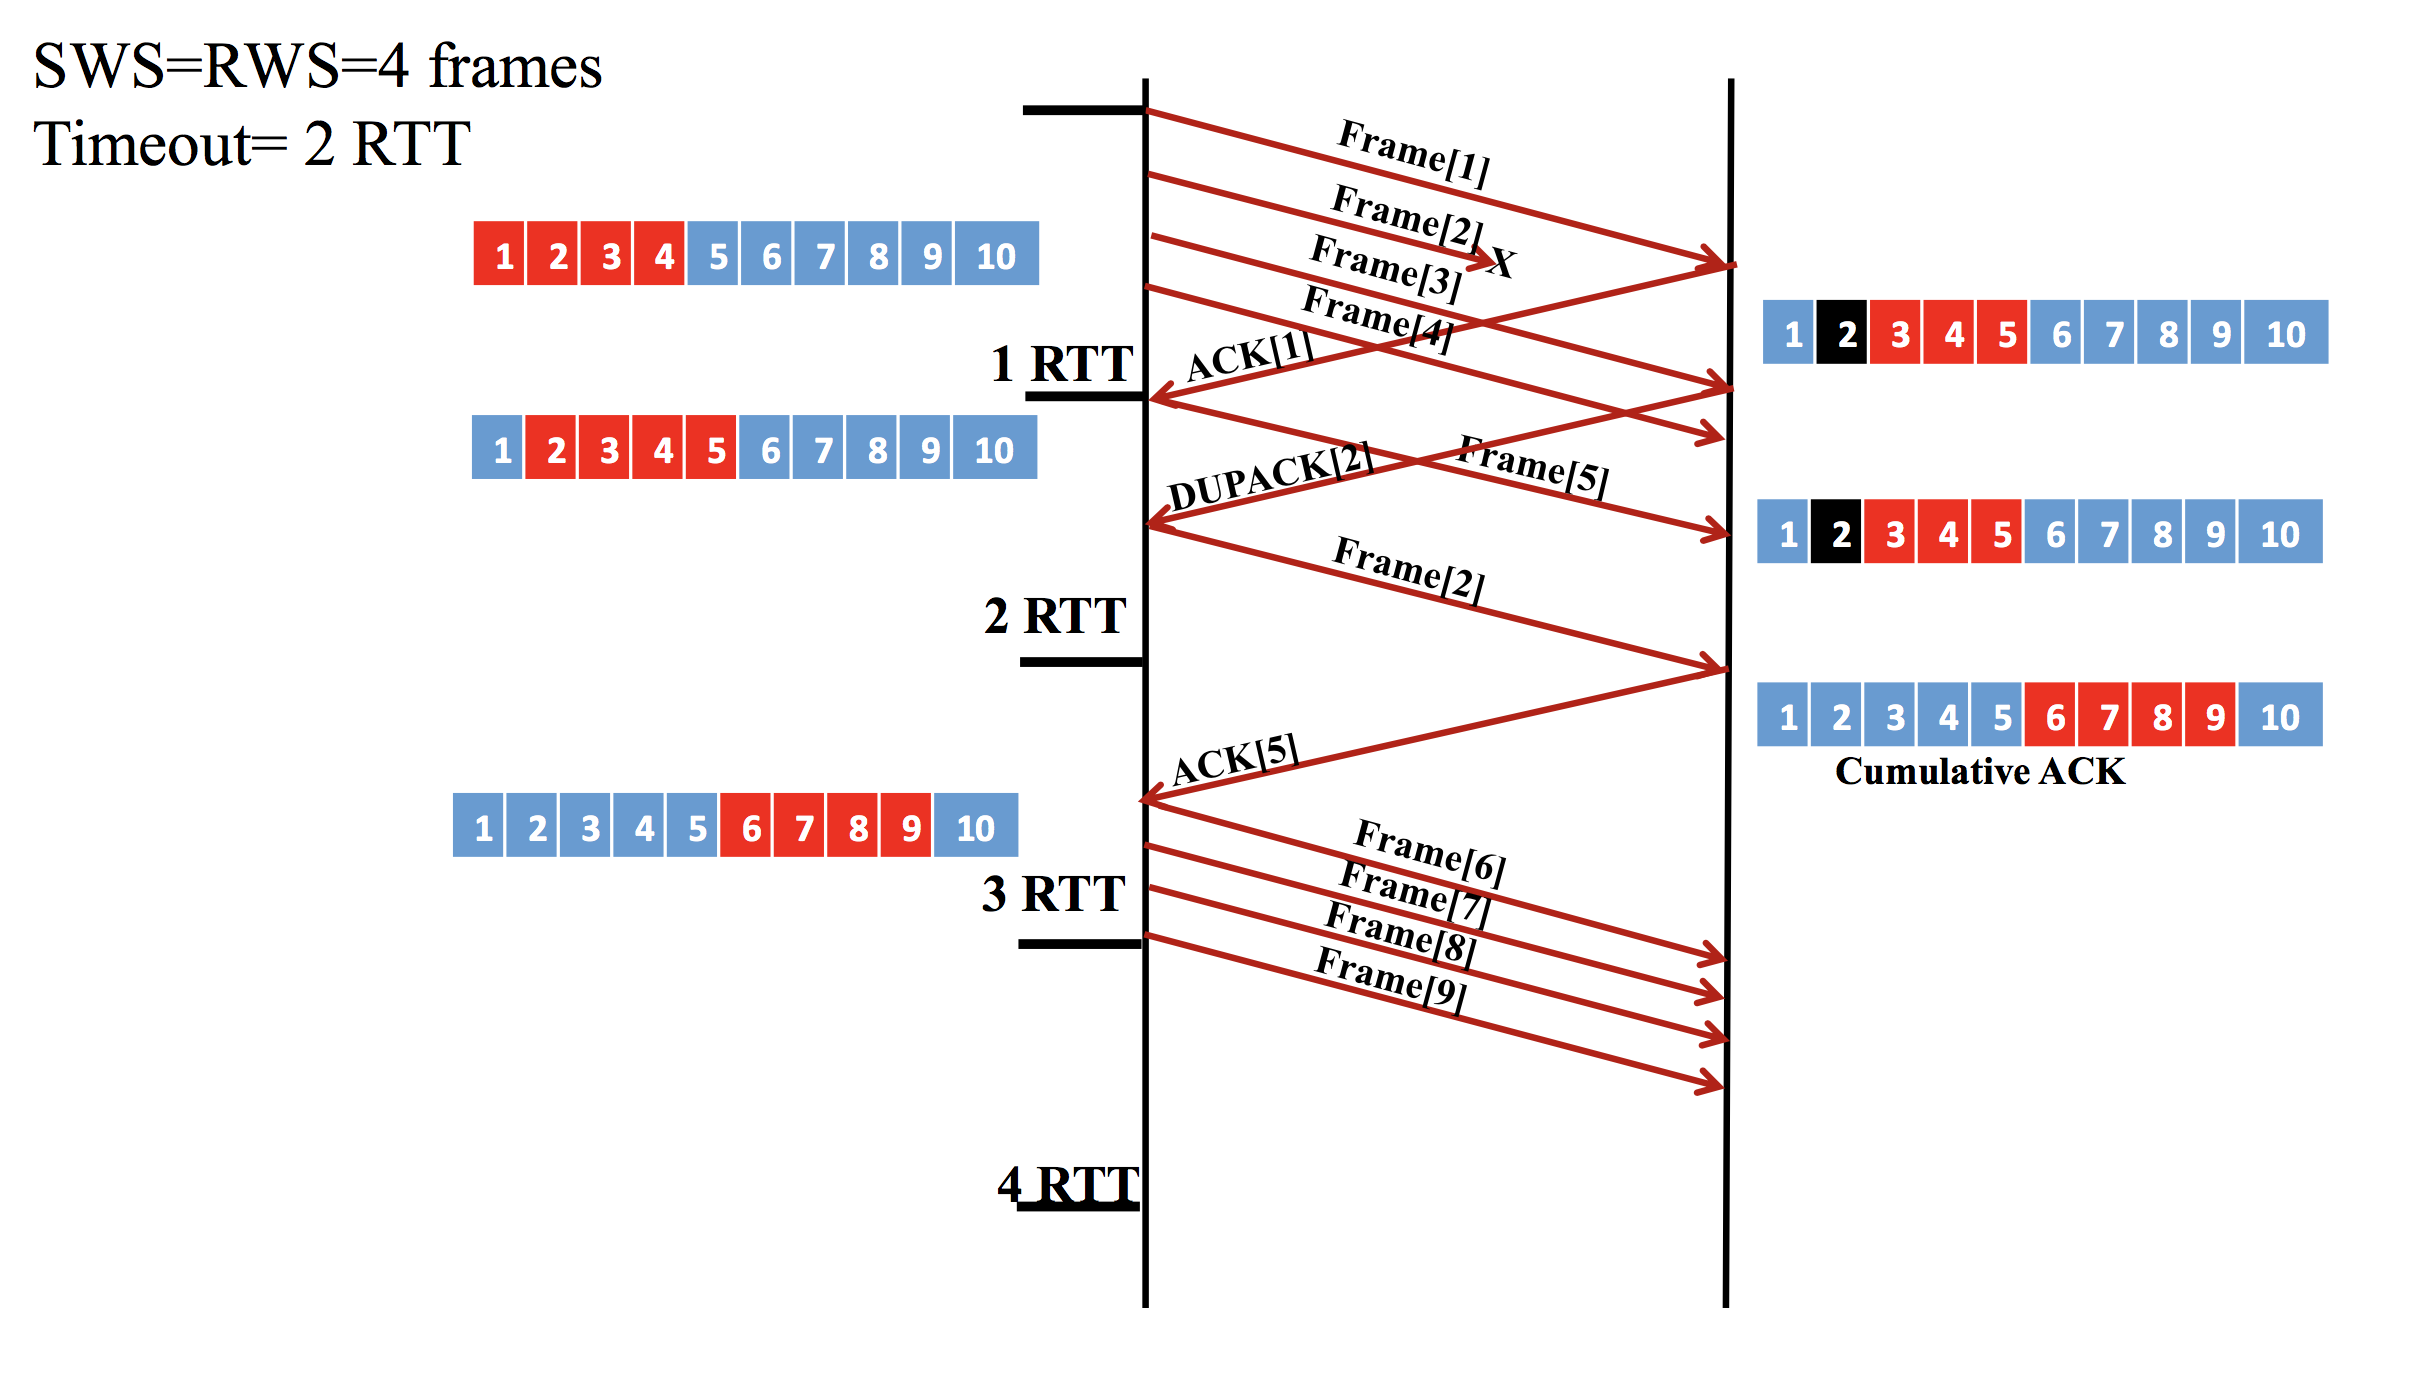 SWS=RWS=4 frames
Timeout= 2 RTT
Frame[1]
Frame[2] X
1 2 3 4 5 6 7 8 9 10
Frame[3]
Frame[4]
1 2 3 4 5 6 7 8 9 10
ACK[1]
1 RTT
1 2 3 4 5 6 7 8 9 10
DUPACK[2]
Frame[5]
1 2 3 4 5 6 7 8 9 10
Frame[2]
2 RTT
1 2 3 4 5 6 7 8 9 10
ACK[5]
Cumulative ACK
1 2 3 4 5 6 7 8 9 10
Frame[6]
3 RTT
Frame[7]
Frame[8]
Frame[9]
4 RTT